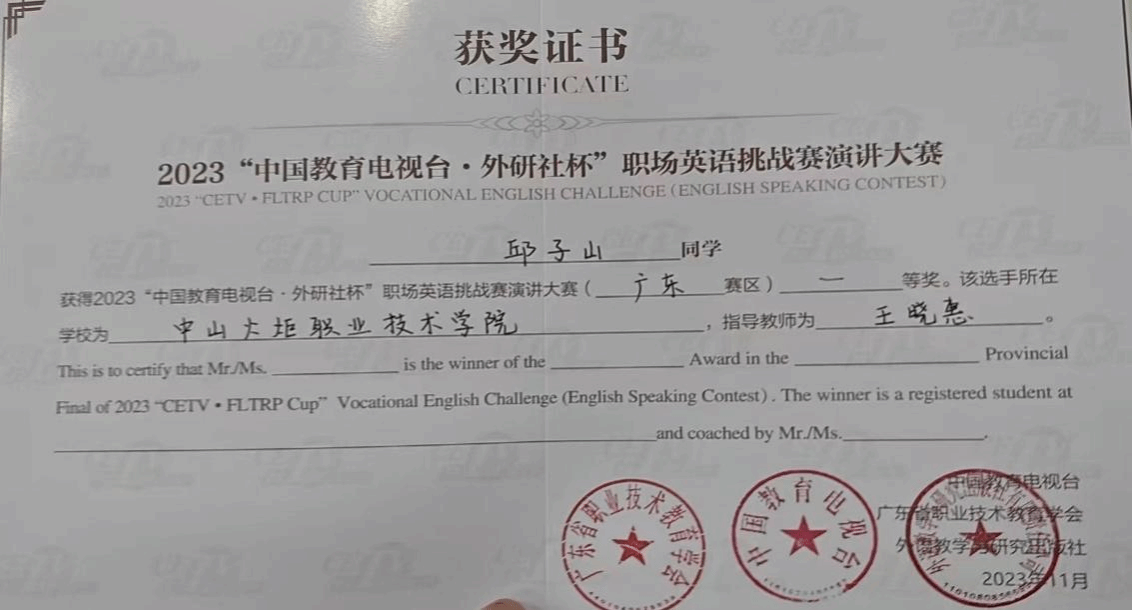 获奖证书
CERTIFICATE
2023“中国教育电视台·外研社杯”职场英语挑战赛演讲大赛
2023 “CETV·FLTRP CUP” VOCATIONAL ENGLISH CHALLENGE (ENGLISH SPEAKING CONTEST)
邱子山同学
获得2023“中国教育电视台·外研社杯”职场英语挑战赛演讲大赛（广东赛区）一等奖。该选手所在
学校为中山火炬职业技术学院，指导教师为王晓惠。
This is to certify that Mr./Ms. ____________ is the winner of the ____________ Award in the ____________ Provincial
Final of 2023 “CETV·FLTRP Cup” Vocational English Challenge (English Speaking Contest). The winner is a registered student at
____________ and coached by Mr./Ms. ____________.
中国教育电视台
广东省职业技术教育学会
外语教学与研究出版社
2023年11月
广东省职业技术教育学会
中国教育电视台